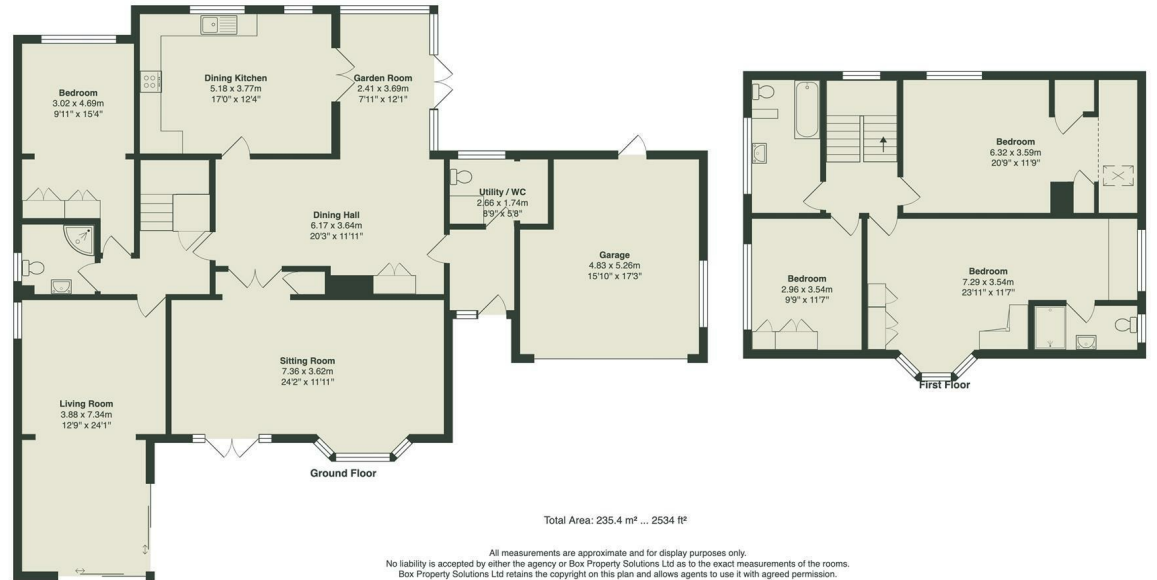 Bedroom
3.02 x 4.69m
9'11" x 15'4"
Dining Kitchen
5.18 x 3.77m
17'0" x 12'4"
Garden Room
2.41 x 3.69m
7'11" x 12'1"
Utility / WC
2.66 x 1.74m
8'9" x 5'8"
Dining Hall
6.17 x 3.64m
20'3" x 11'11"
Garage
4.83 x 5.26m
15'10" x 17'3"
Sitting Room
7.36 x 3.62m
24'2" x 11'11"
Living Room
3.88 x 7.34m
12'9" x 24'1"
Ground Floor
Bedroom
6.32 x 3.59m
20'9" x 11'9"
Bedroom
2.96 x 3.54m
9'9" x 11'7"
Bedroom
7.29 x 3.54m
23'11" x 11'7"
First Floor
Total Area: 235.4 m² ... 2534 ft²
All measurements are approximate and for display purposes only.
No liability is accepted by either the agency or Box Property Solutions Ltd as to the exact measurements of the rooms.
Box Property Solutions Ltd retains the copyright on this plan and allows agents to use it with agreed permission.